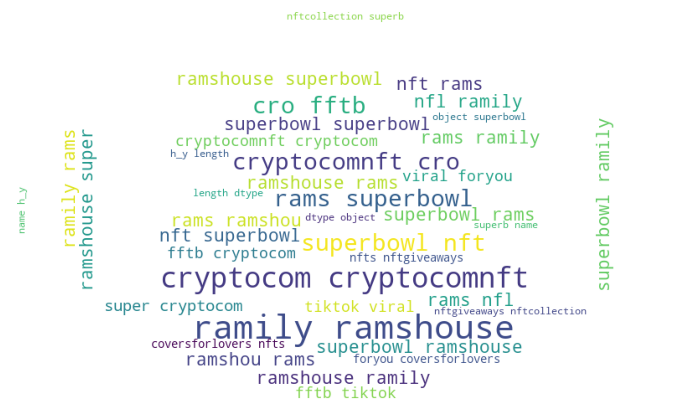 nftcollection superb
ramshouse superbowl
nft rams
cro fftb
nfl ramily
object superbowl
superbowl superbowl
cryptocomnft cryptocom
rams ramily
h_y length
cryptocomnft cro
viral foryou
ramshouse rams
length dtype
rams superbowl
rams ramshou
dtype object
superbowl rams
superb name
nft superbowl
superbowl nft
fftb cryptocom
nfts nftgiveaways
cryptocom cryptocomnft
super cryptocom
tiktok viral
rams nfl
nftgiveaways nftcollection
ramily ramshouse
coversforlovers nfts
superbowl ramshouse
ramshou rams
foryou coversforlovers
ramshouse ramily
fftb tiktok
name h_y
ramily rams
ramshouse super
superbowl ramily